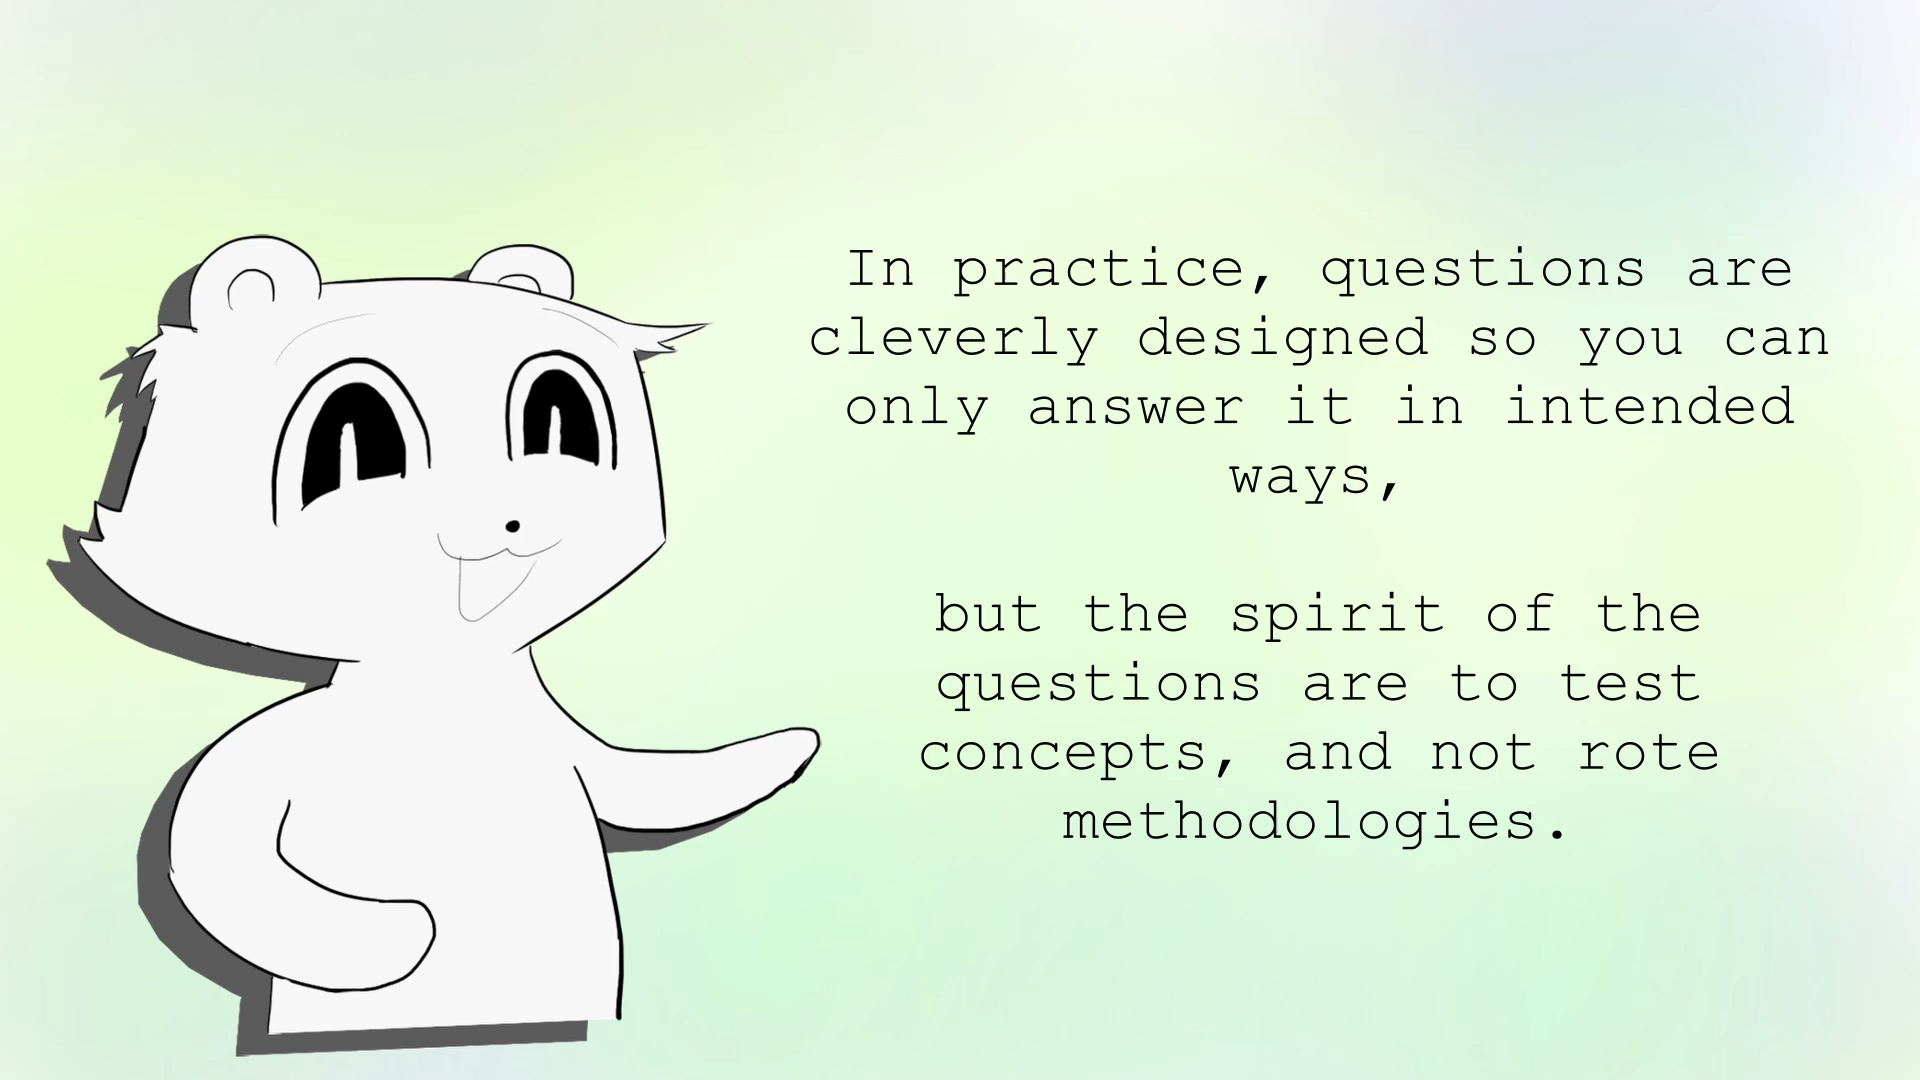 In practice, questions are
cleverly designed so you can
only answer it in intended
ways,
but the spirit of the
questions are to test
concepts, and not rote
methodologies.